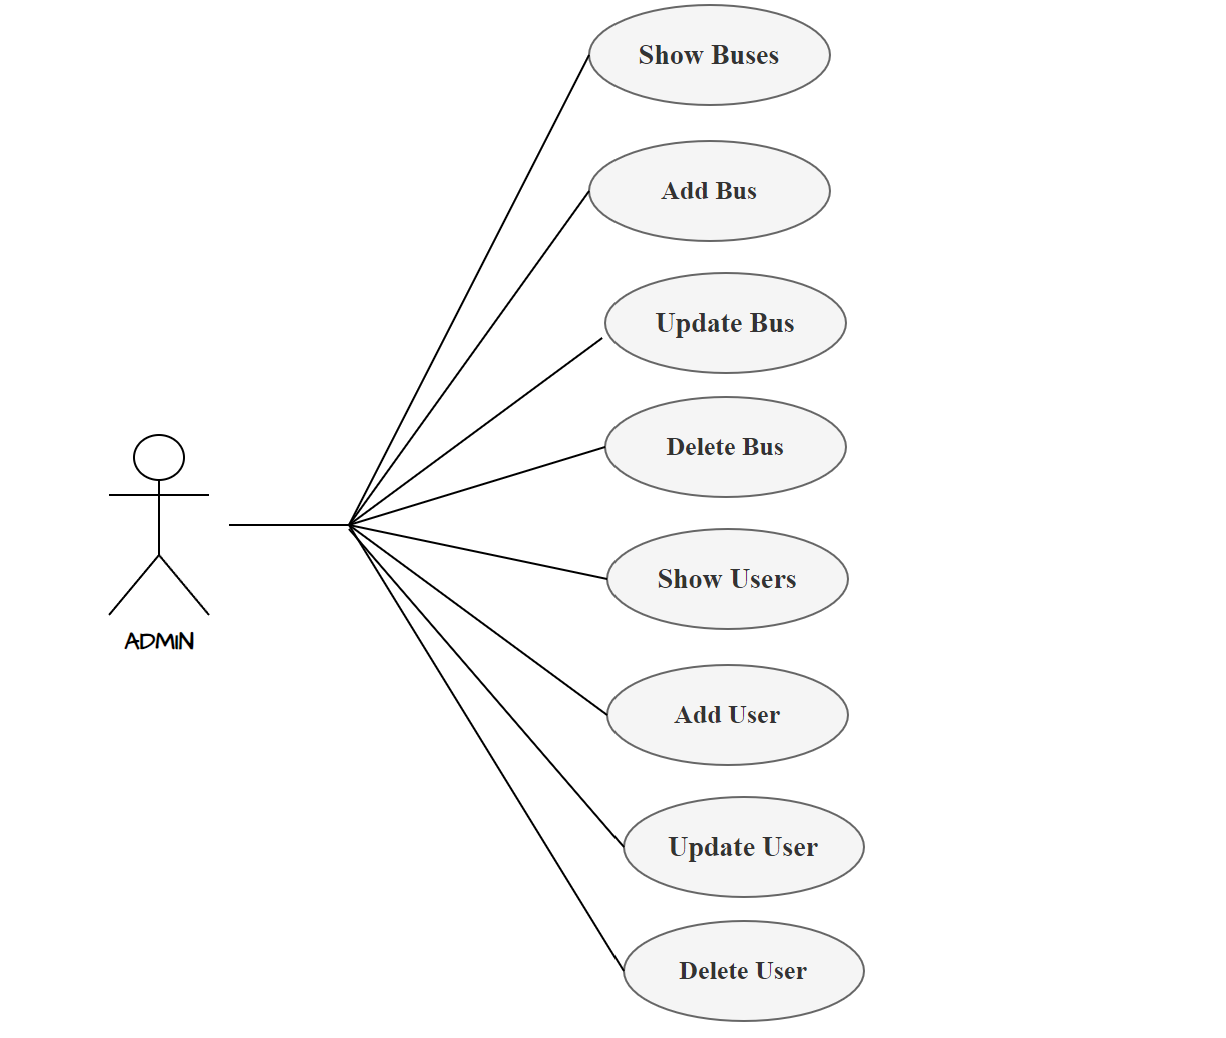 Show Buses
Add Bus
Update Bus
Delete Bus
Show Users
ADMIN
Add User
Update User
Delete User